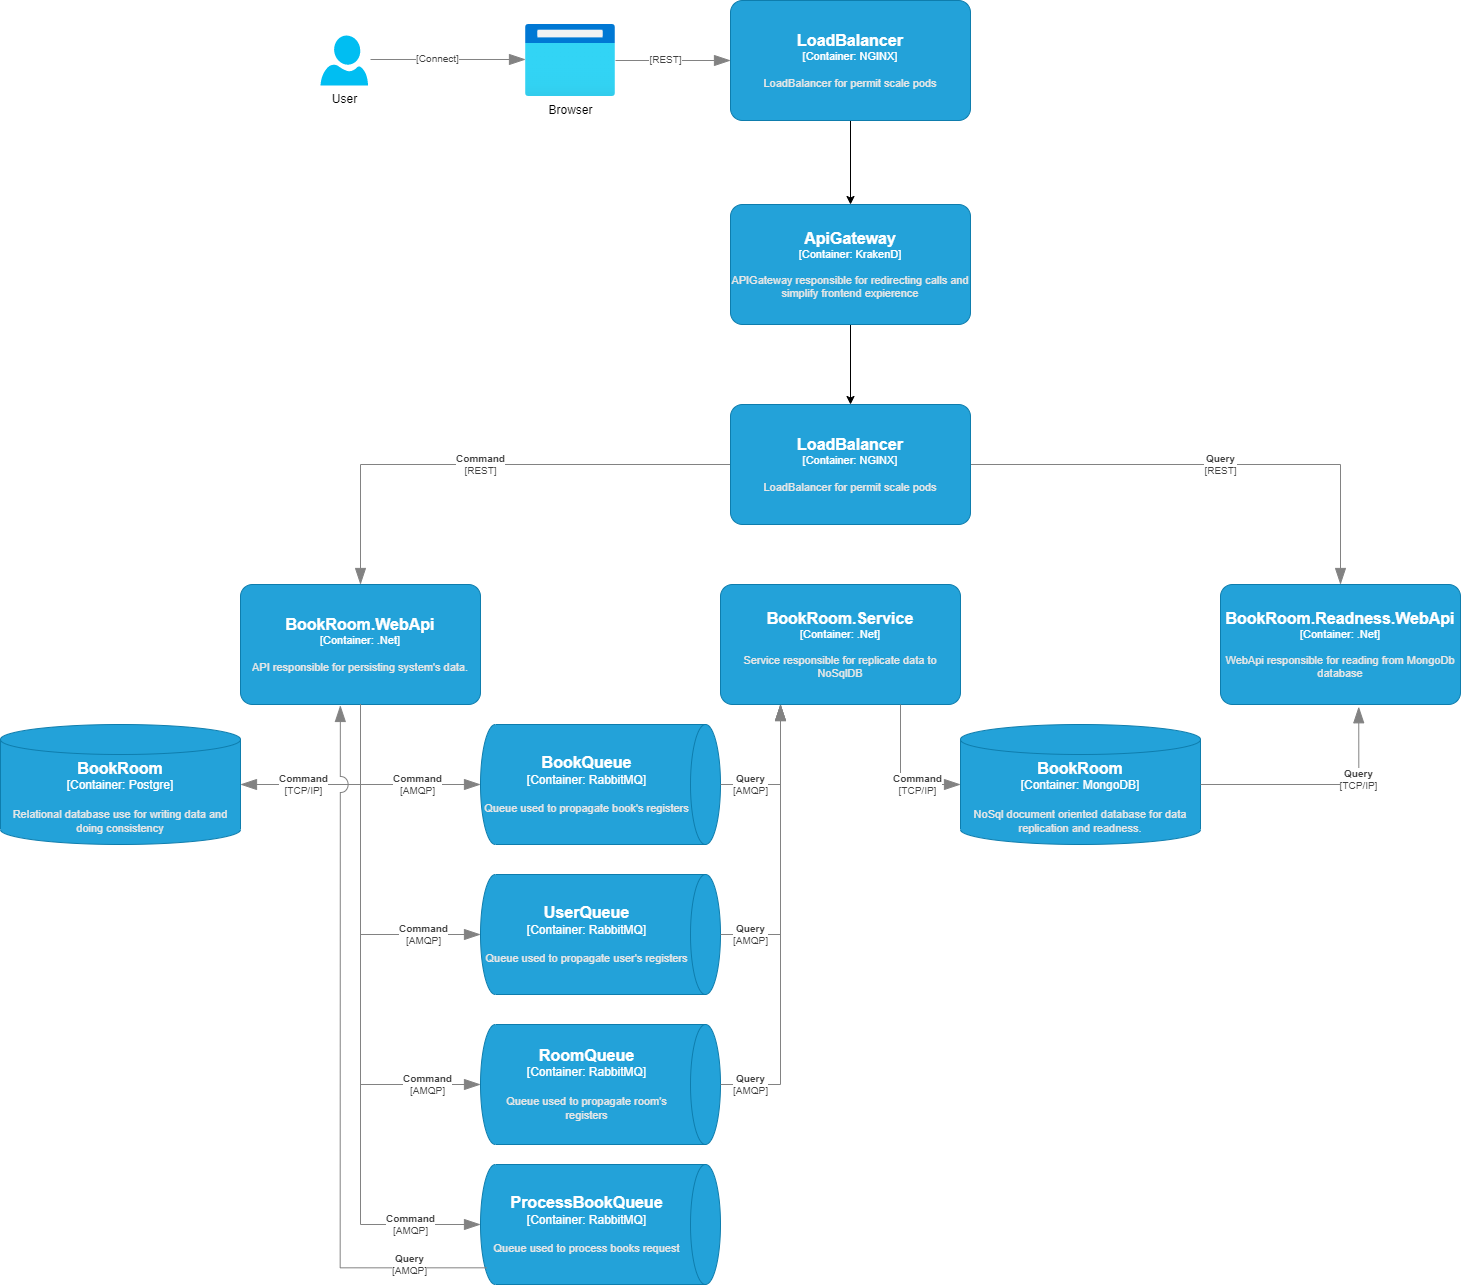 User
[Connect]
Browser
[REST]
LoadBalancer
[Container: NGINX]
LoadBalancer for permit scale pods
ApiGateway
[Container: KrakenD]
APIGateway responsible for redirecting calls and
simplify frontend expierence
LoadBalancer
[Container: NGINX]
LoadBalancer for permit scale pods
Command
[REST]
Query
[REST]
BookRoom.WebApi
[Container: .Net]
API responsible for persisting system's data.
BookRoom.Service
[Container: .Net]
Service responsible for replicate data to
NoSqlDB
BookRoom.Readness.WebApi
[Container: .Net]
WebApi responsible for reading from MongoDb
database
BookRoom
[Container: Postgre]
Relational database use for writing data and
doing consistency
Command
[TCP/IP]
Command
[AMQP]
BookQueue
[Container: RabbitMQ]
Queue used to propagate book's registers
Query
[AMQP]
Command
[TCP/IP]
BookRoom
[Container: MongoDB]
NoSql document oriented database for data
replication and readness.
Query
[TCP/IP]
Command
[AMQP]
UserQueue
[Container: RabbitMQ]
Queue used to propagate user's registers
Query
[AMQP]
Command
[AMQP]
RoomQueue
[Container: RabbitMQ]
Queue used to propagate room's
registers
Query
[AMQP]
Command
[AMQP]
ProcessBookQueue
[Container: RabbitMQ]
Queue used to process books request
Query
[AMQP]